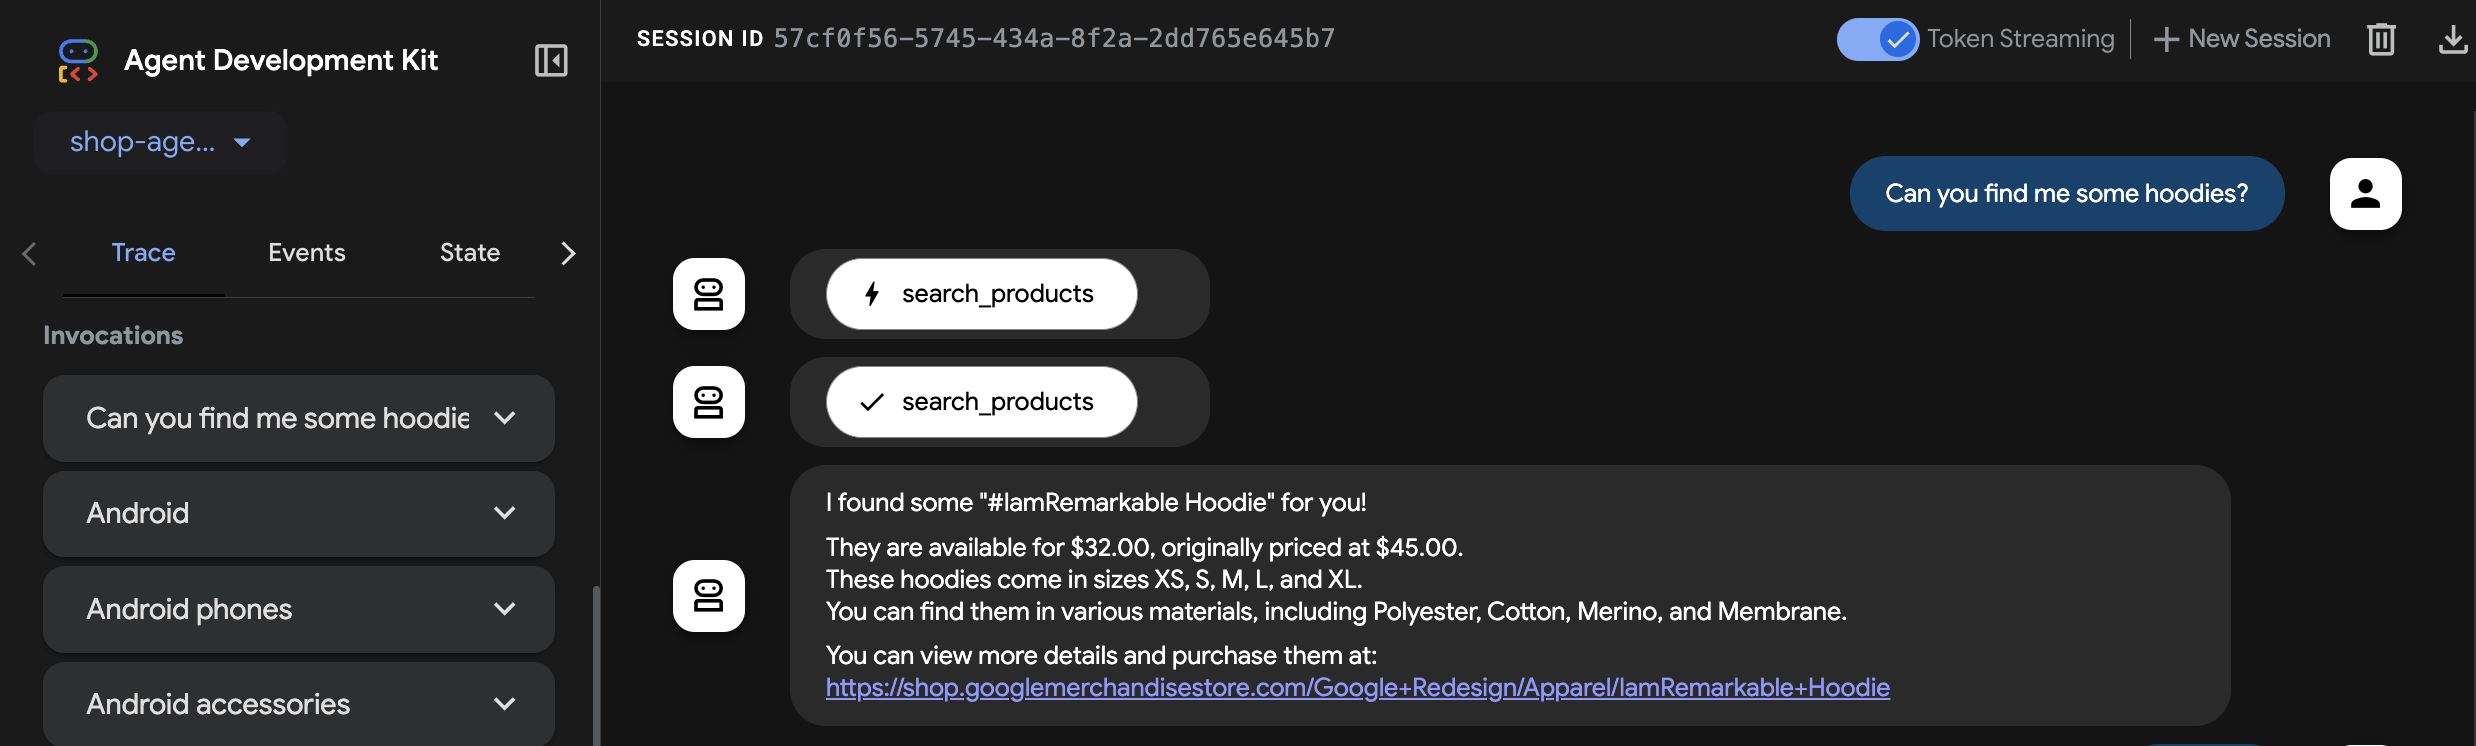 Agent Development Kit
shop-age...
Trace
Events
State
Invocations
Can you find me some hoodie
Android
Android phones
Android accessories
SESSION ID 57cf0f56-5745-434a-8f2a-2dd765e645b7
Token Streaming
New Session
Can you find me some hoodies?
search_products
search_products
I found some "#IamRemarkable Hoodie" for you!
They are available for $32.00, originally priced at $45.00.
These hoodies come in sizes XS, S, M, L, and XL.
You can find them in various materials, including Polyester, Cotton, Merino, and Membrane.
You can view more details and purchase them at:
https://shop.googlemerchandisestore.com/Google+Redesign/Apparel/IamRemarkable+Hoodie